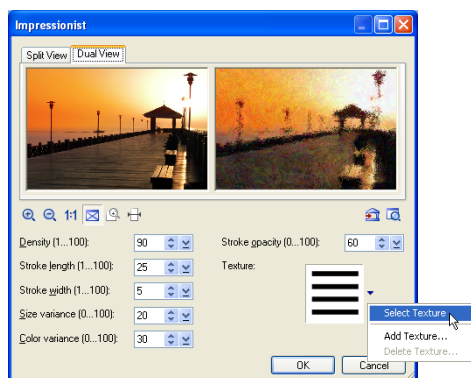 Impressionist
Split View Dual View
1:1
Density (1...100): 90 Stroke opacity (0...100): 60
Stroke length (1...100): 25 Texture:
Stroke width (1...100): 5
Size variance (0...100): 20
Color variance (0...100): 30
Select Texture
Add Texture...
Delete Texture...
OK Cancel